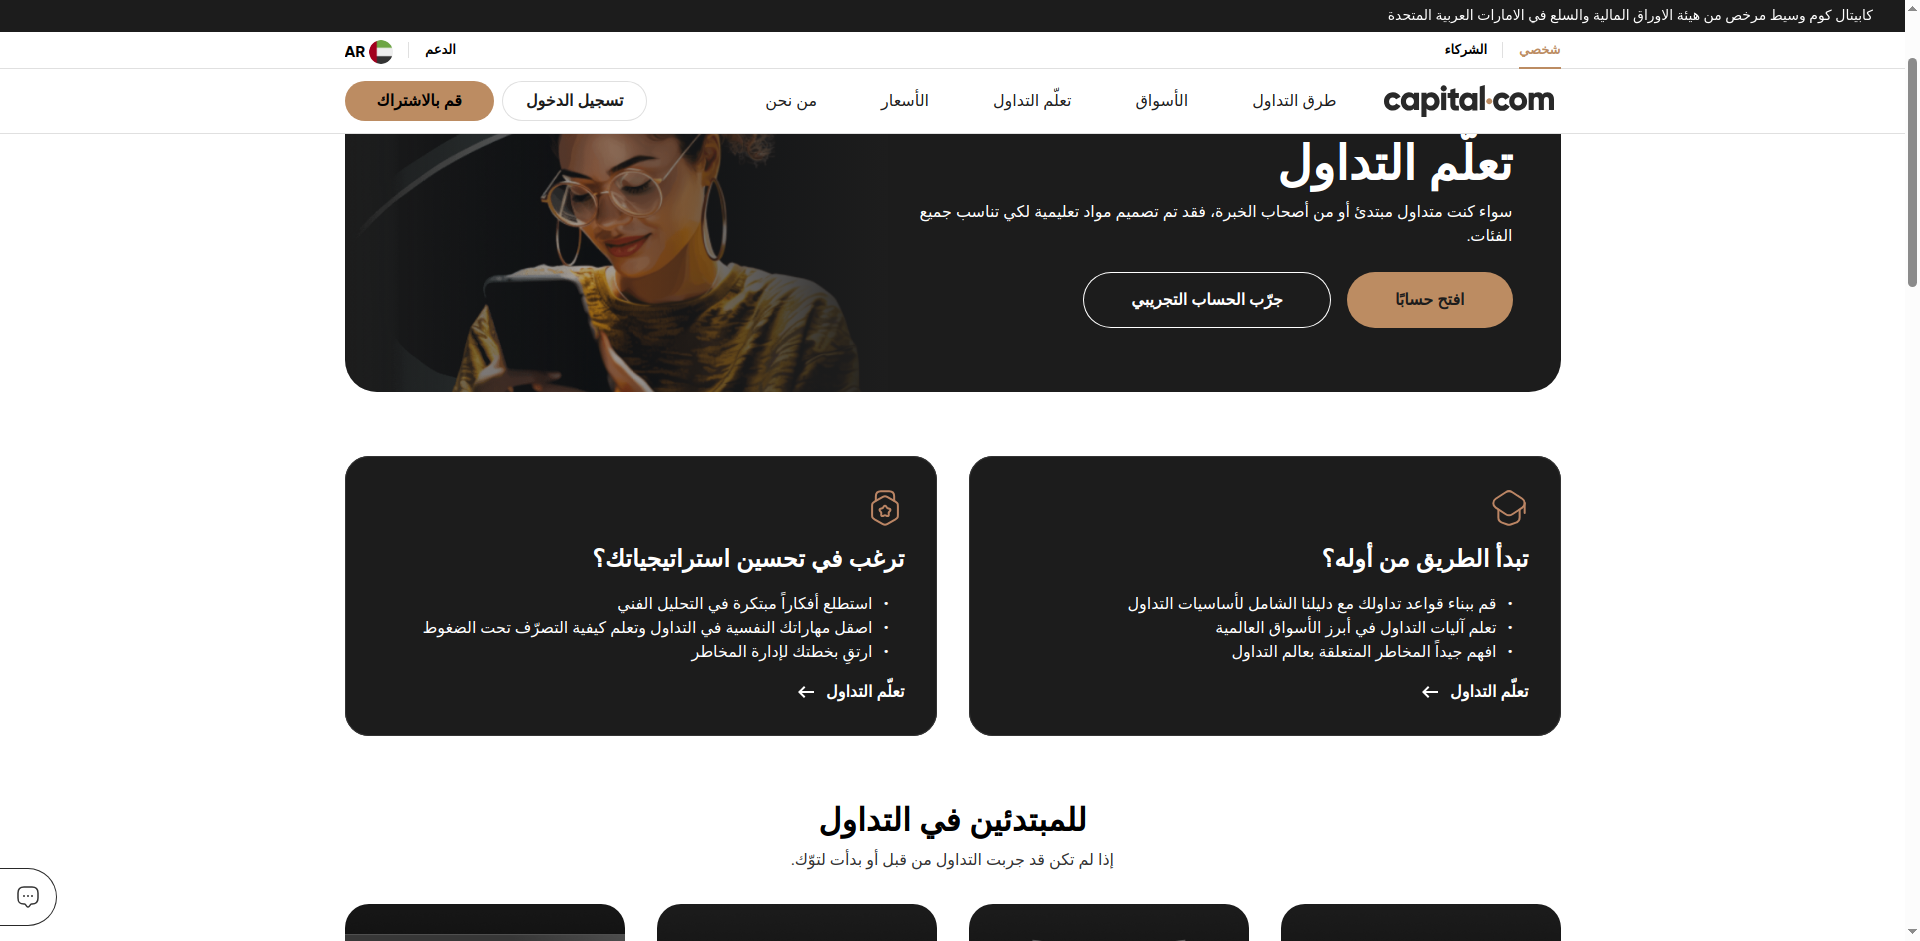 كابيتال كوم وسيط مرخص من هيئة الاوراق المالية والسلع في الامارات العربية المتحدة
شخصي
الشركاء
الدعم
AR
capital.com
طرق التداول
الأسواق
تعلّم التداول
الأسعار
من نحن
تسجيل الدخول
قم بالاشتراك
تعلّم التداول
سواء كنت متداول مبتدئ أو من أصحاب الخبرة، فقد تم تصميم مواد تعليمية لكي تناسب جميع
الفئات.
افتح حسابًا
جرّب الحساب التجريبي
تبدأ الطريق من أوله؟
• قم ببناء قواعد تداولك مع دليلنا الشامل لأساسيات التداول
• تعلم آليات التداول في أبرز الأسواق العالمية
• افهم جيداً المخاطر المتعلقة بعالم التداول
تعلّم التداول
ترغب في تحسين استراتيجياتك؟
• استطلع أفكاراً مبتكرة في التحليل الفني
• اصقل مهاراتك النفسية في التداول وتعلم كيفية التصرّف تحت الضغوط
• ارتقِ بخطتك لإدارة المخاطر
تعلّم التداول
للمبتدئين في التداول
إذا لم تكن قد جربت التداول من قبل أو بدأت لتوّك.